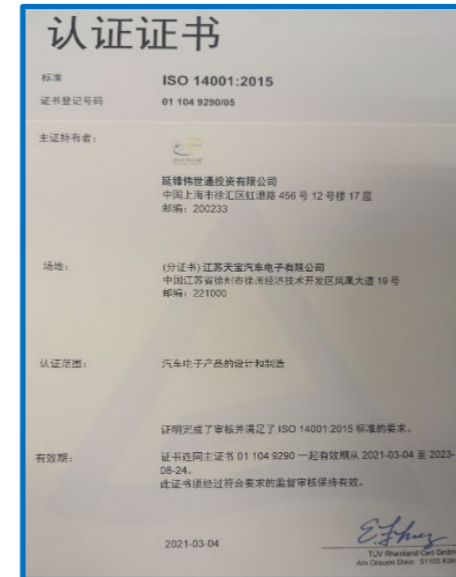 认证证书
标准
ISO 14001:2015
证书登记号码
01 104 9290/05
主证持有者：
延锋伟世通投资有限公司
中国上海市徐汇区虹漕路 456 号 12 号楼 17 层
邮编：200233
场地：
(分证书) 江苏天宝汽车电子有限公司
中国江苏省徐州市徐州经济技术开发区凤凰大道 19 号
邮编：221000
认证范围：
汽车电子产品的设计和制造
证明完成了审核并满足了 ISO 14001:2015 标准的要求。
有效期：
证书连同主证书 01 104 9290 一起有效期从 2021-03-04 至 2023-
08-24。
此证书须经过符合要求的监督审核保持有效。
2021-03-04
TÜV Rheinland Cert GmbH
Am Grauen Stein · 51105 Köln